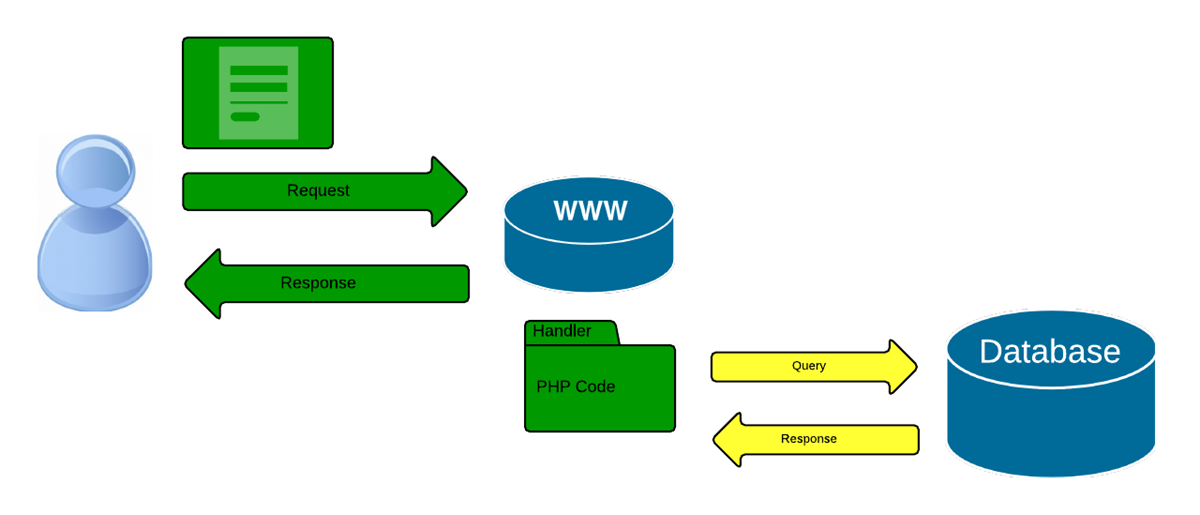 Request
WWW
Response
Handler
PHP Code
Database
Query
Response